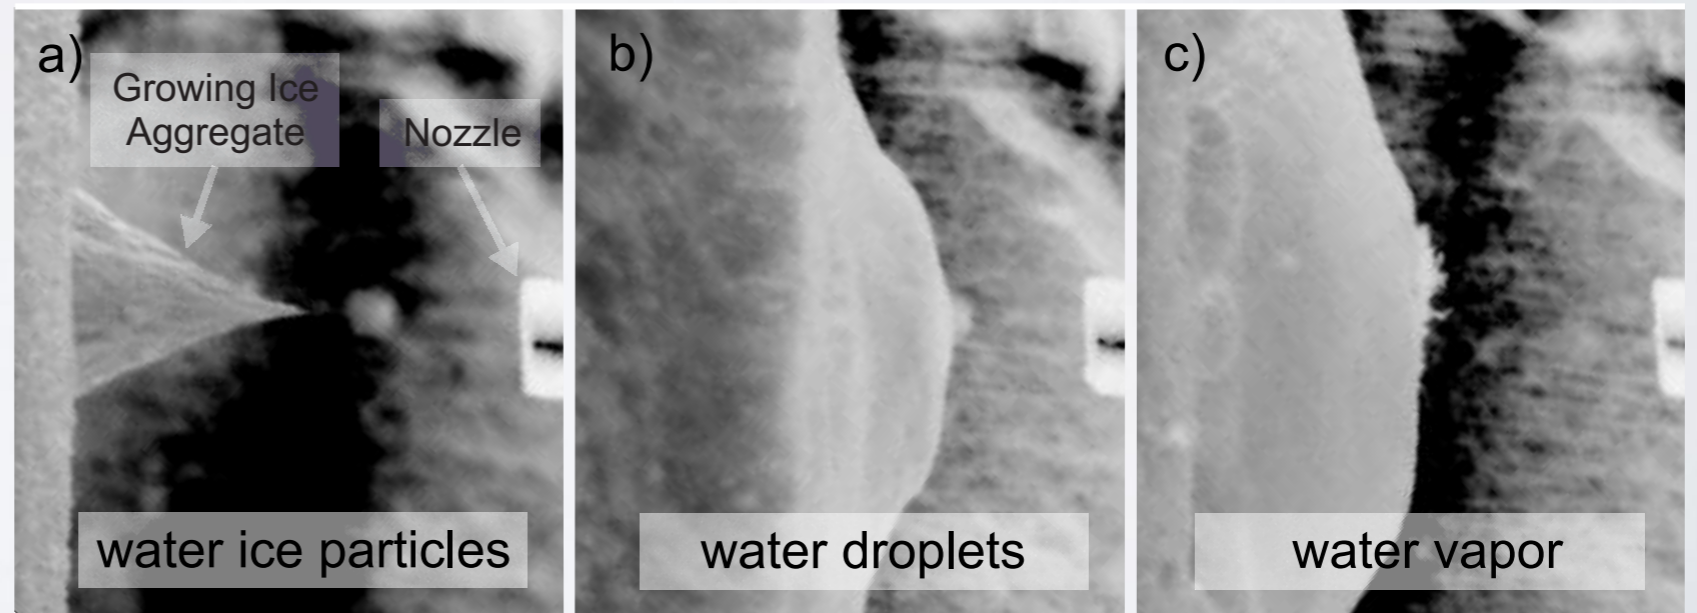 a)
Growing Ice
Aggregate
Nozzle
water ice particles
b)
water droplets
c)
water vapor